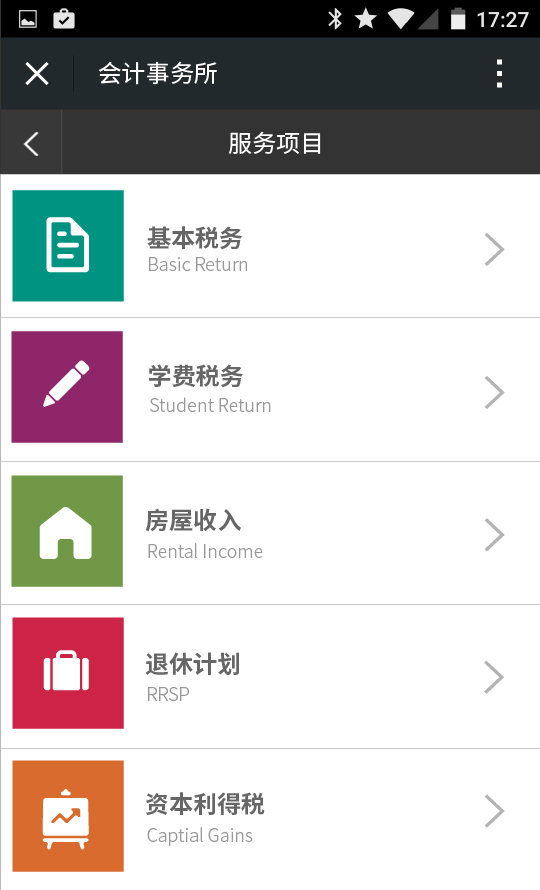 17:27
会计事务所
服务项目
基本税务
Basic Return
学费税务
Student Return
房屋收入
Rental Income
退休计划
RRSP
资本利得税
Captial Gains